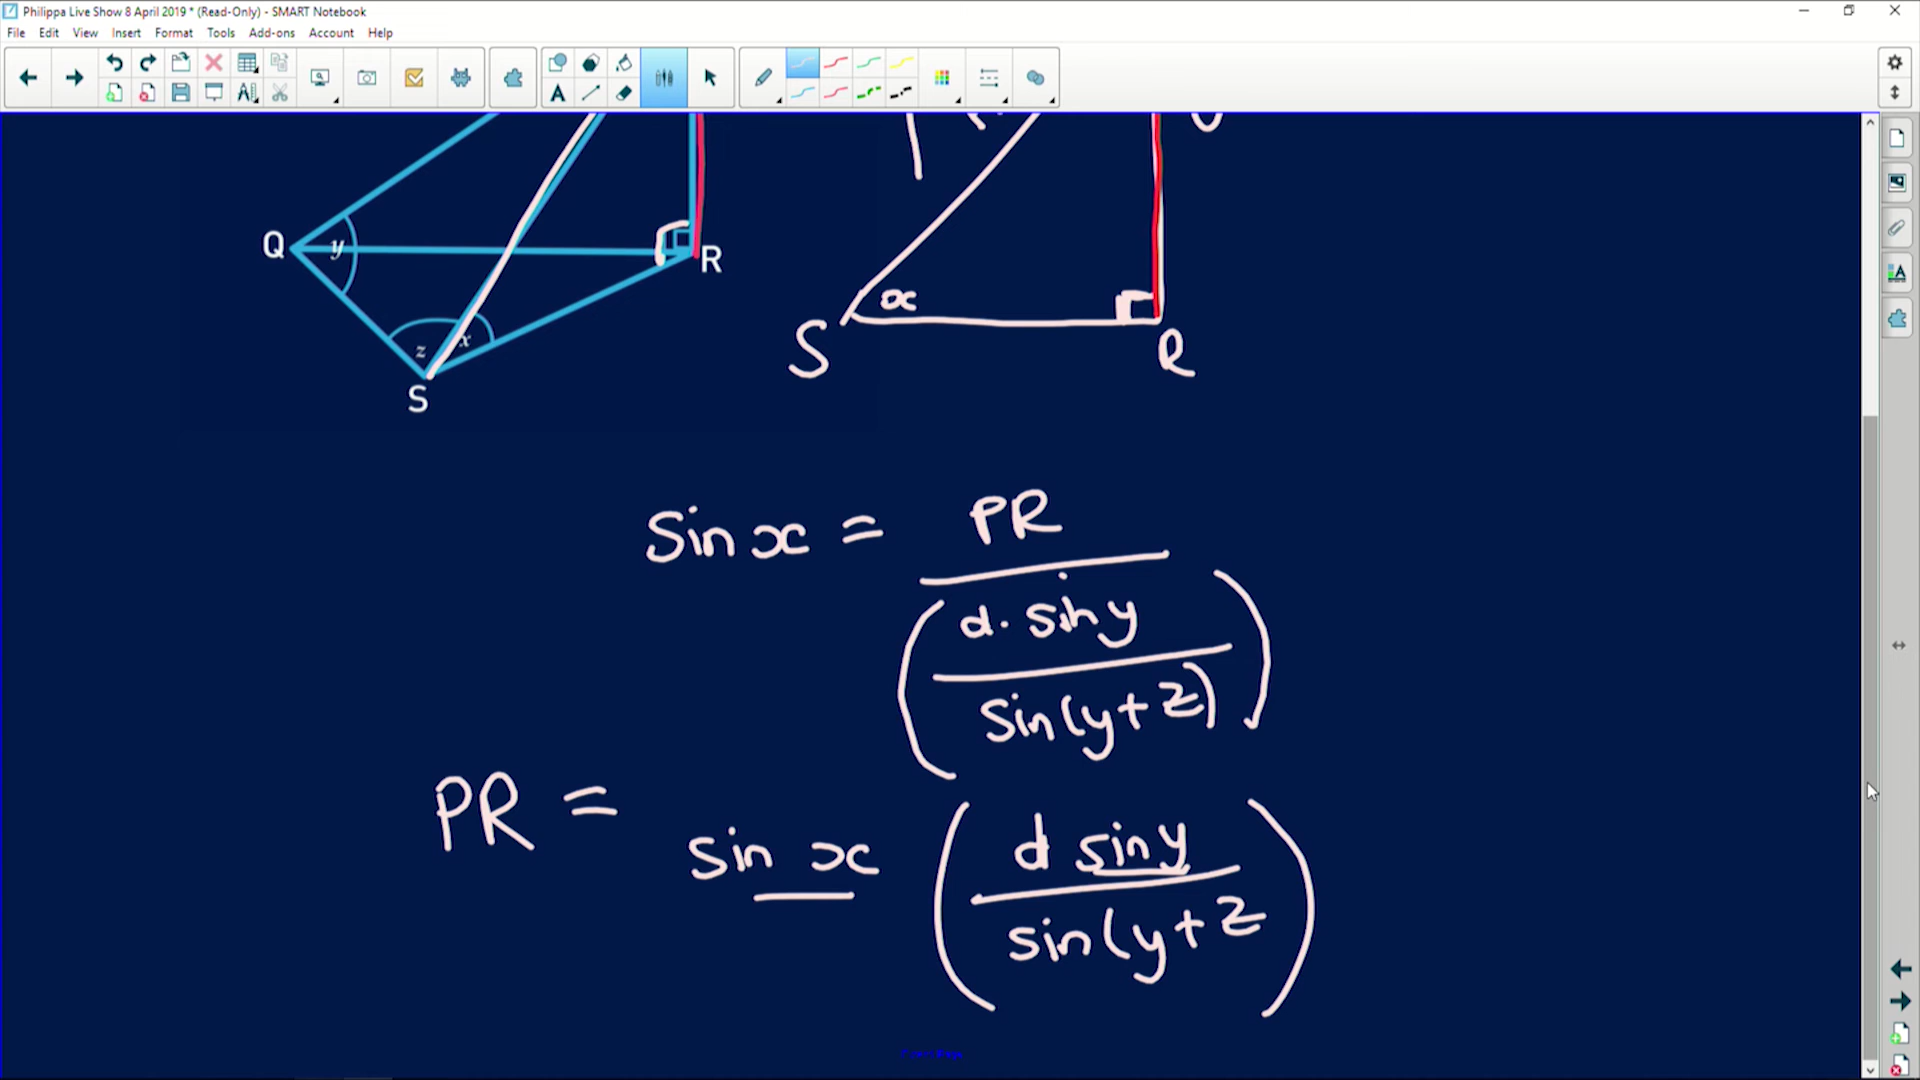 Philippa Live Show 8 April 2019 * (Read-Only) - SMART Notebook
File Edit View Insert Format Tools Add-ons Account Help
Q y R
z x
S
x
S R
Sin x = PR
(d. sin y
Sin(y+z))
PR = sin x (d sin y
sin(y+z)